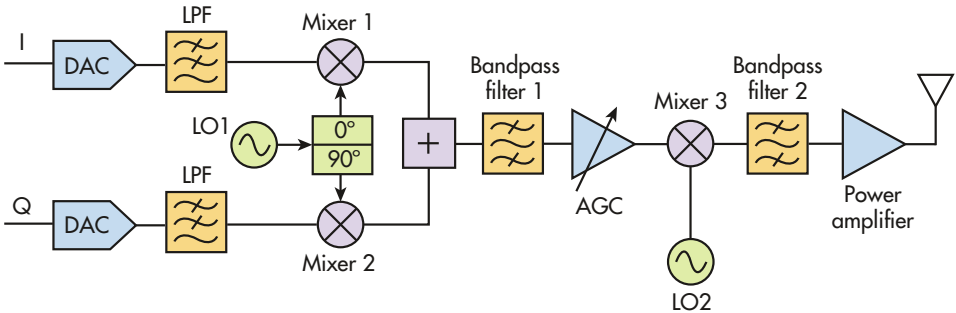 I
DAC
LPF
Mixer 1
LO1
0°
90°
+
Bandpass
filter 1
AGC
Mixer 3
Bandpass
filter 2
Power
amplifier
LO2
Q
DAC
LPF
Mixer 2